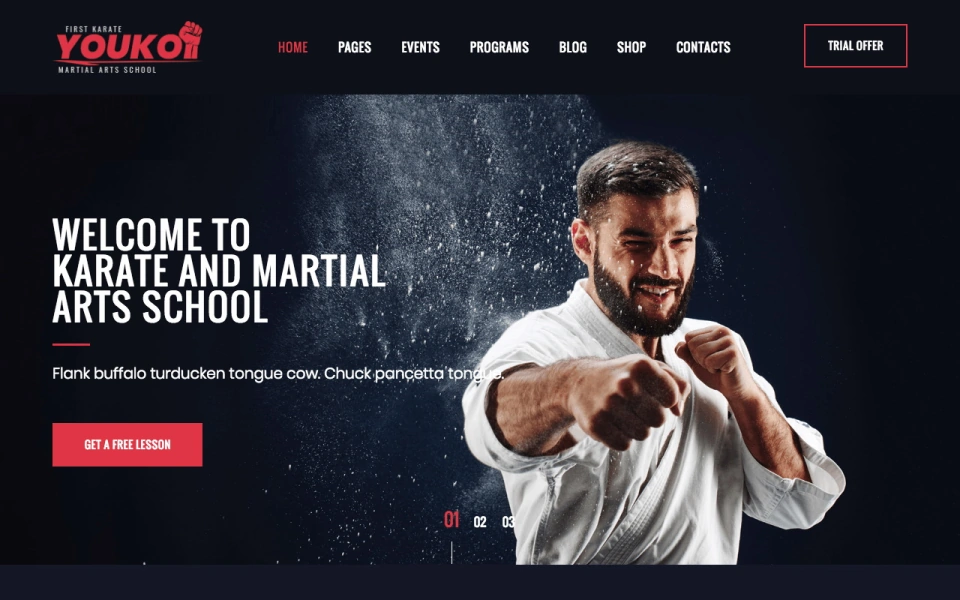 FIRST KARATE
YOUKOI
MARTIAL ARTS SCHOOL
HOME
PAGES
EVENTS
PROGRAMS
BLOG
SHOP
CONTACTS
TRIAL OFFER
WELCOME TO
KARATE AND MARTIAL
ARTS SCHOOL
Flank buffalo turducken tongue cow. Chuck pancetta tongue.
GET A FREE LESSON
01 02 03